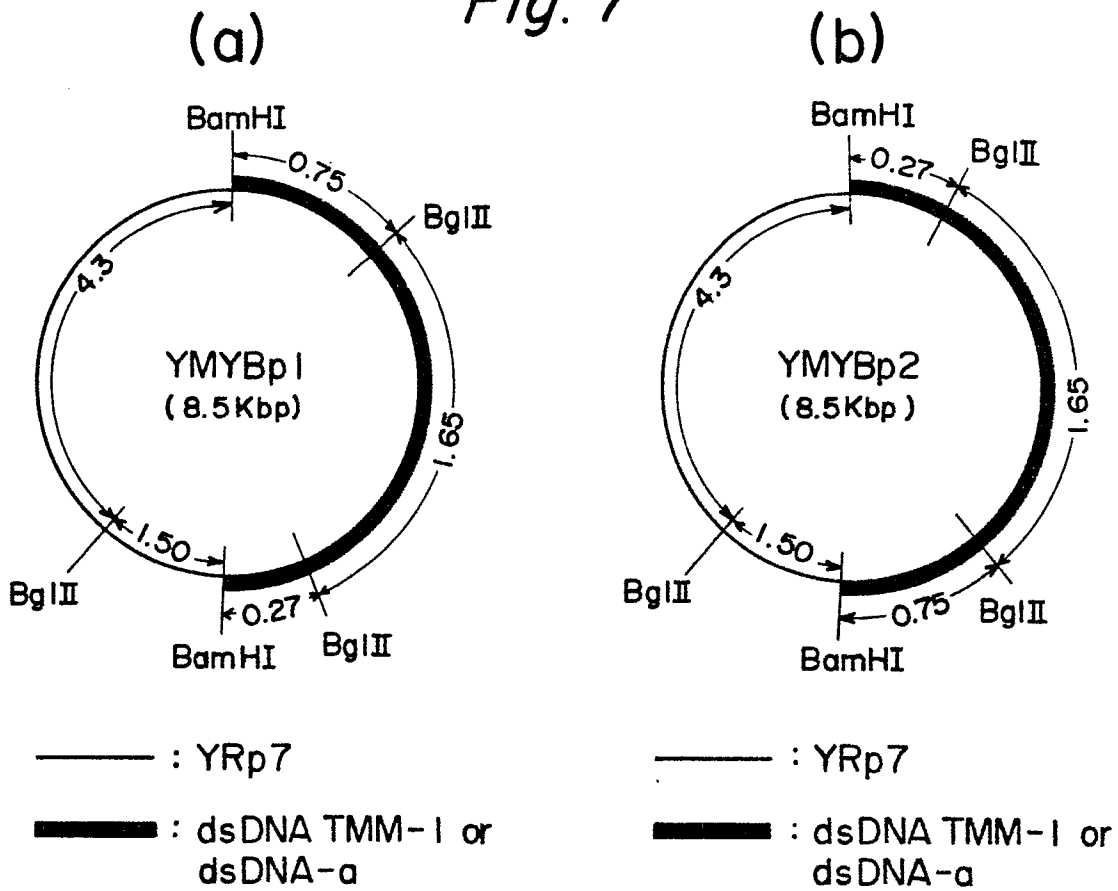 Fig. 7
(a)
BamHI
0.75
BglII
4.3
YMYBp1
(8.5Kbp)
1.65
1.50
BglII
0.27
BglII
BamHI
: YRp7
: dsDNA TMM-1 or
dsDNA-a
(b)
BamHI
0.27
BglII
4.3
YMYBp2
(8.5Kbp)
1.65
1.50
BglII
0.75
BglII
BamHI
: YRp7
: dsDNA TMM-1 or
dsDNA-a